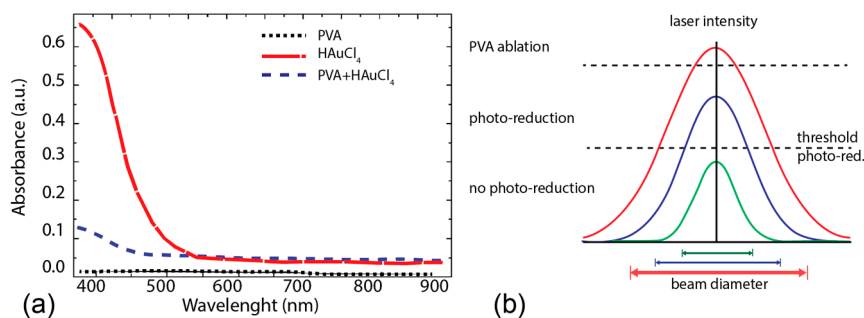 PVA
HAuCl₄
PVA+HAuCl₄
Absorbance (a.u.)
0.6
0.5
0.4
0.3
0.2
0.1
0.0
400 500 600 700 800 900
Wavelenght (nm)
(a)
laser intensity
PVA ablation
photo-reduction
threshold
photo-red.
no photo-reduction
beam diameter
(b)